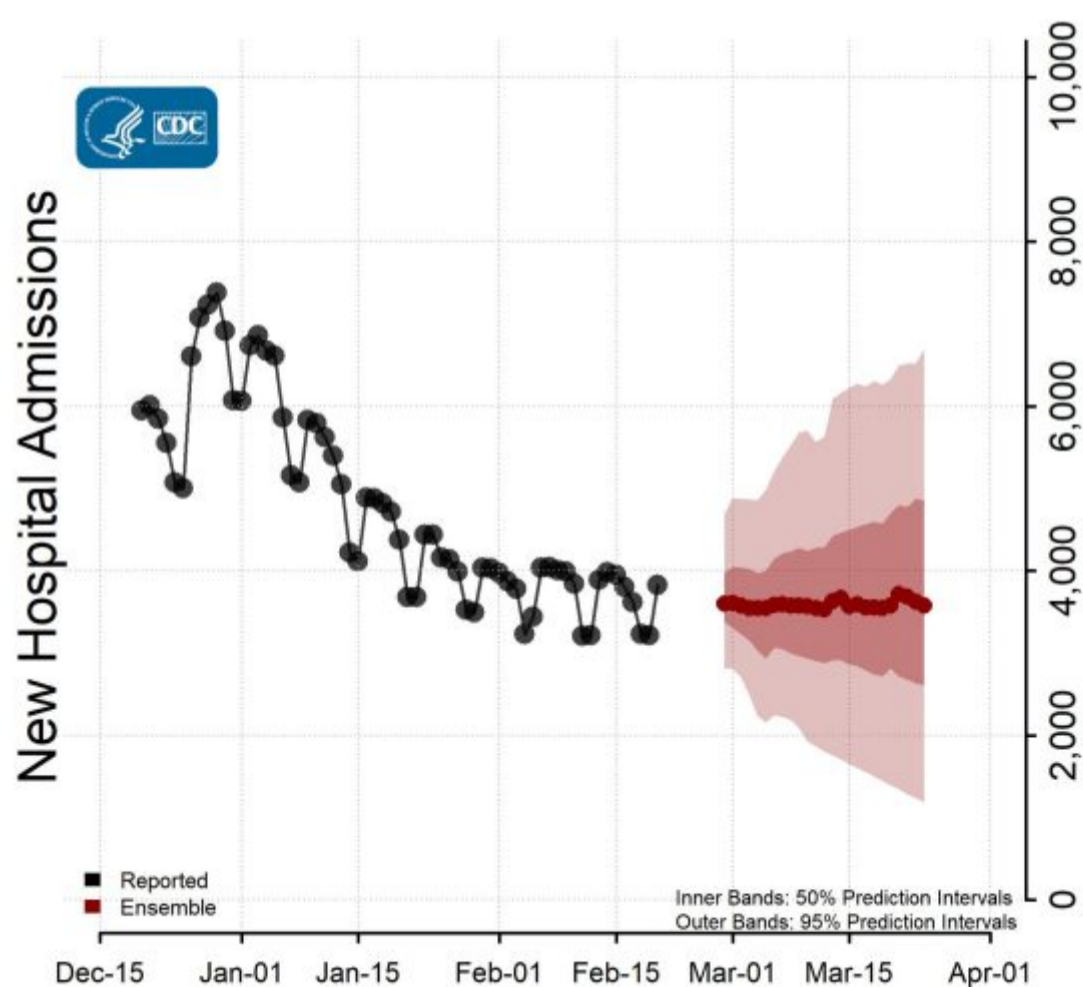 CDC
New Hospital Admissions
10,000
8,000
6,000
4,000
2,000
0
Reported
Ensemble
Inner Bands: 50% Prediction Intervals
Outer Bands: 95% Prediction Intervals
Dec-15 Jan-01 Jan-15 Feb-01 Feb-15 Mar-01 Mar-15 Apr-01